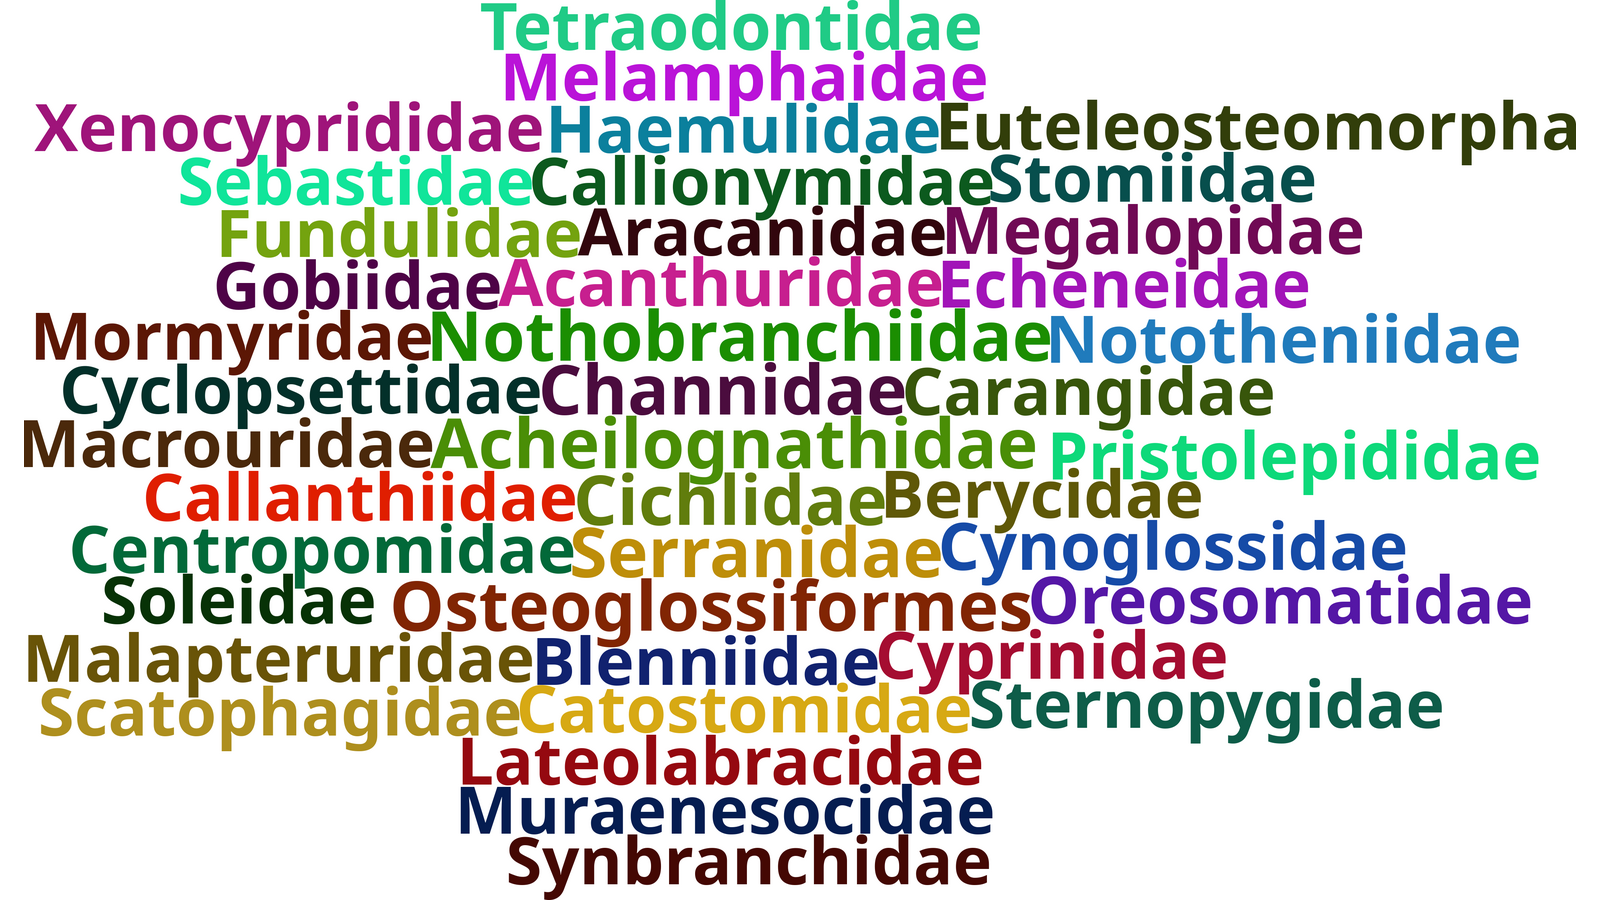 Tetraodontidae
Melamphaidae
Xenocyprididae Haemulidae Euteleosteomorpha
Sebastidae Callionymidae Stomiidae
Fundulidae Aracanidae Megalopidae
Gobiidae Acanthuridae Echeneidae
Mormyridae Nothobranchiidae Nototheniidae
Cyclopsettidae Channidae Carangidae
Macrouridae Acheilognathidae Pristolepididae
Callanthiidae Cichlidae Berycidae
Centropomidae Serranidae Cynoglossidae
Soleidae Osteoglossiformes Oreosomatidae
Malapteruridae Blenniidae Cyprinidae
Scatophagidae Catostomidae Sternopygidae
Lateolabracidae
Muraenesocidae
Synbranchidae